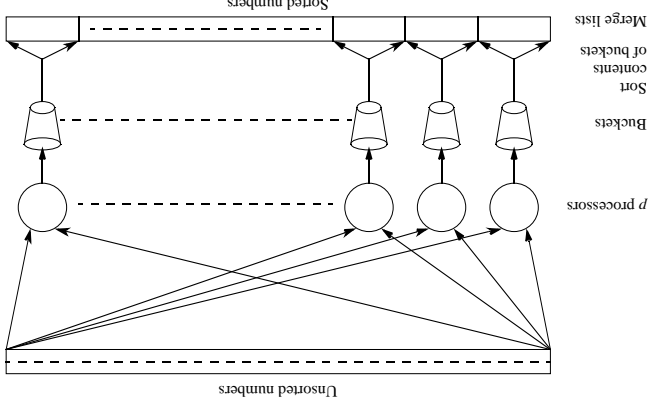 Unsorted numbers
p processors
Buckets
Sort
contents
of buckets
Merge lists
Sorted numbers